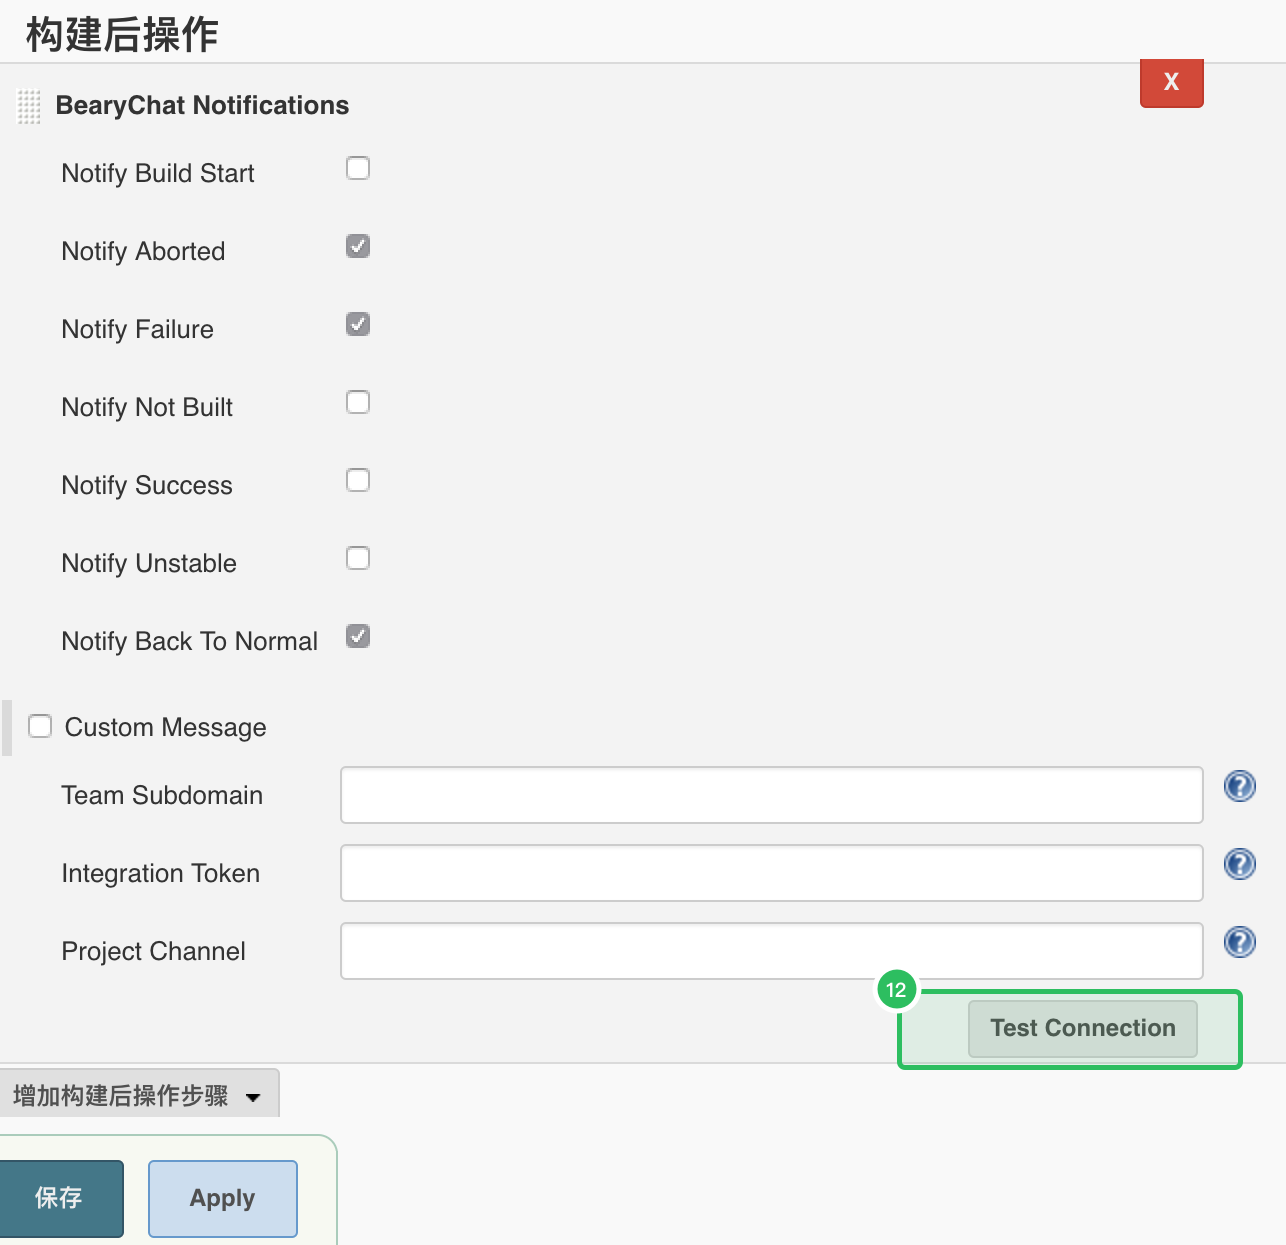 构建后操作
X
BearyChat Notifications
Notify Build Start
Notify Aborted
Notify Failure
Notify Not Built
Notify Success
Notify Unstable
Notify Back To Normal
Custom Message
Team Subdomain
?
Integration Token
?
Project Channel
?
12
Test Connection
增加构建后操作步骤
保存
Apply